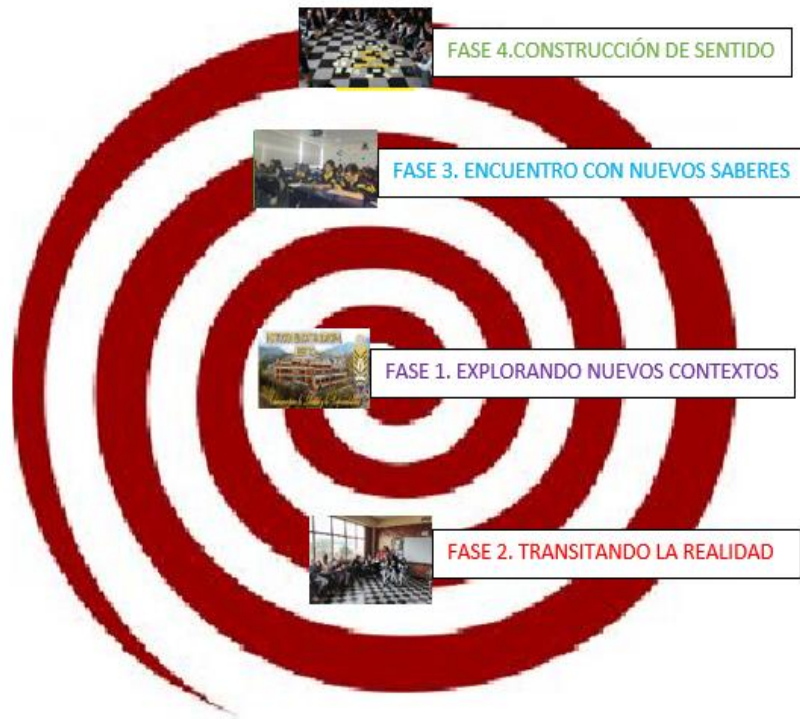 FASE 4.CONSTRUCCIÓN DE SENTIDO
FASE 3. ENCUENTRO CON NUEVOS SABERES
FASE 1. EXPLORANDO NUEVOS CONTEXTOS
FASE 2. TRANSITANDO LA REALIDAD